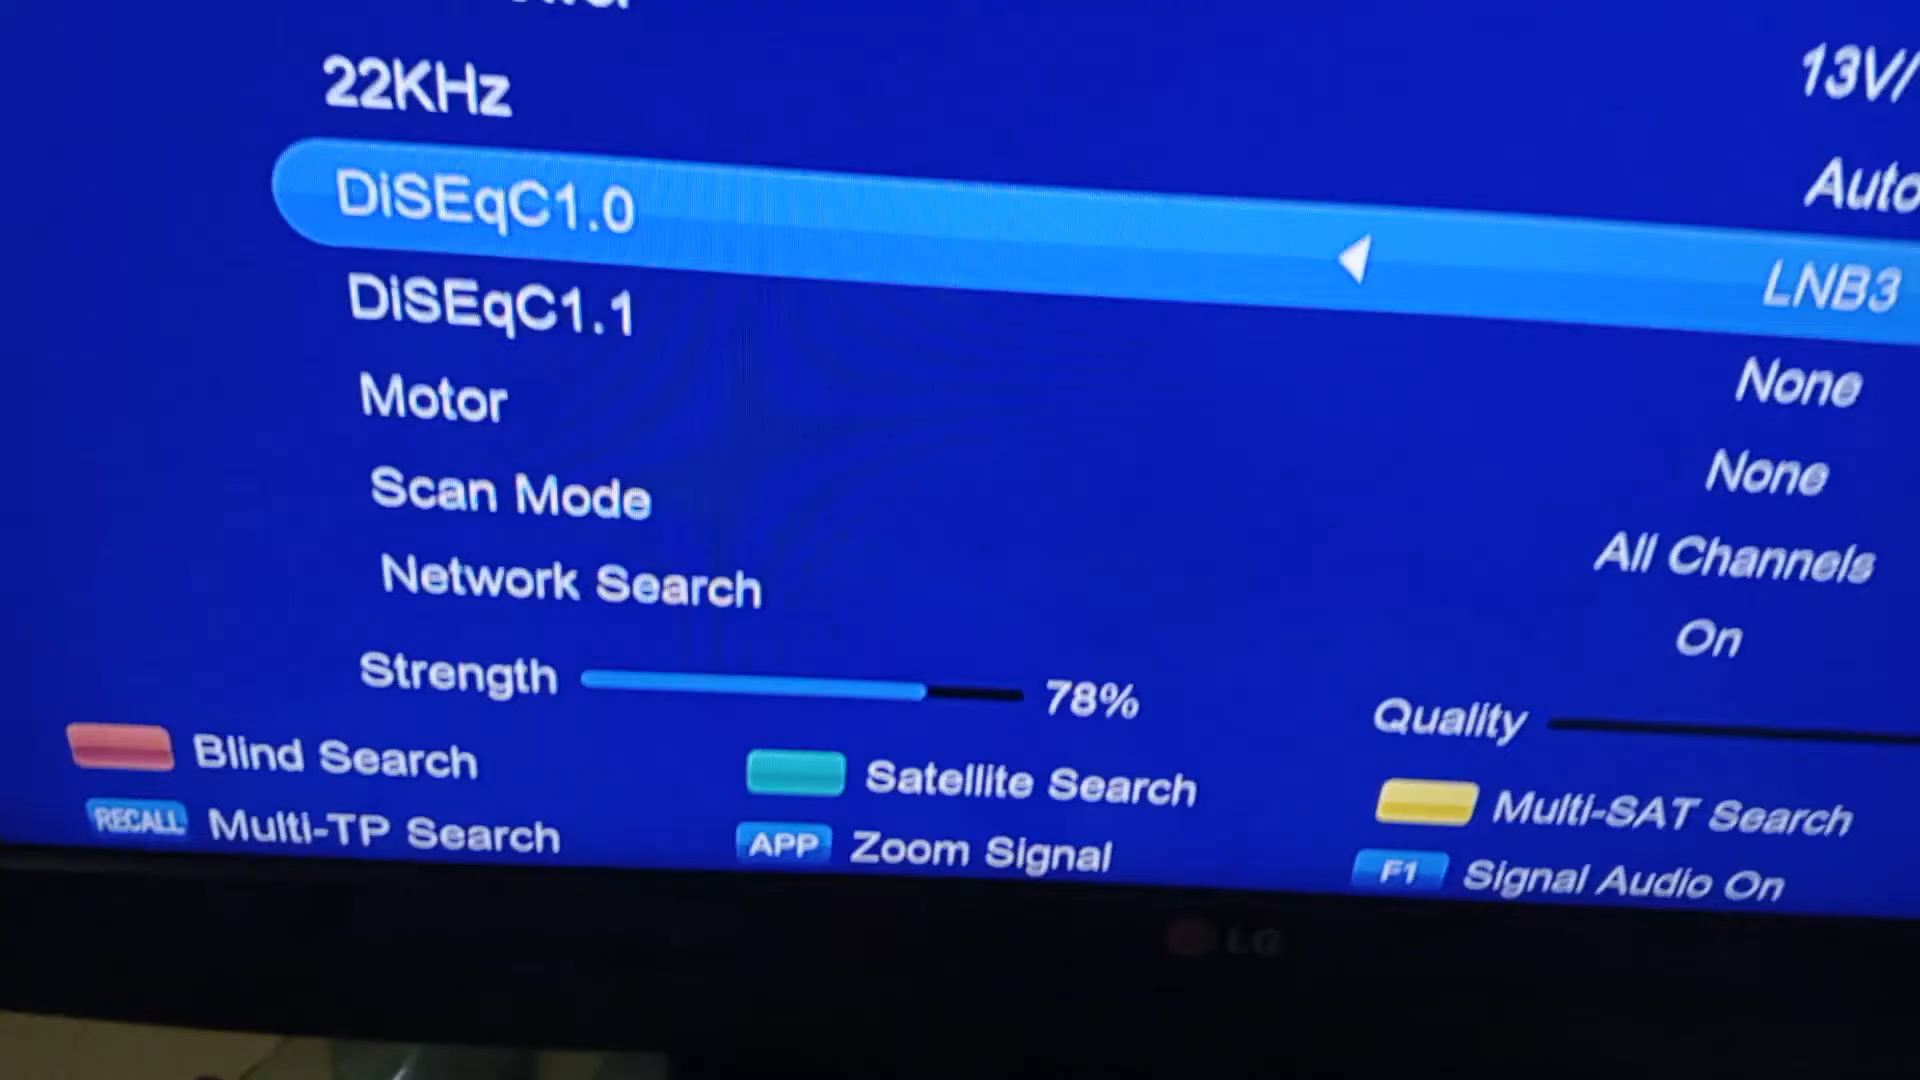 22KHz 13V/
DiSEqC1.0 Auto
DiSEqC1.1 LNB3
Motor None
Scan Mode None
Network Search All Channels
On
Strength 78% Quality
Blind Search Satellite Search Multi-SAT Search
RECALL Multi-TP Search APP Zoom Signal F1 Signal Audio On
LG